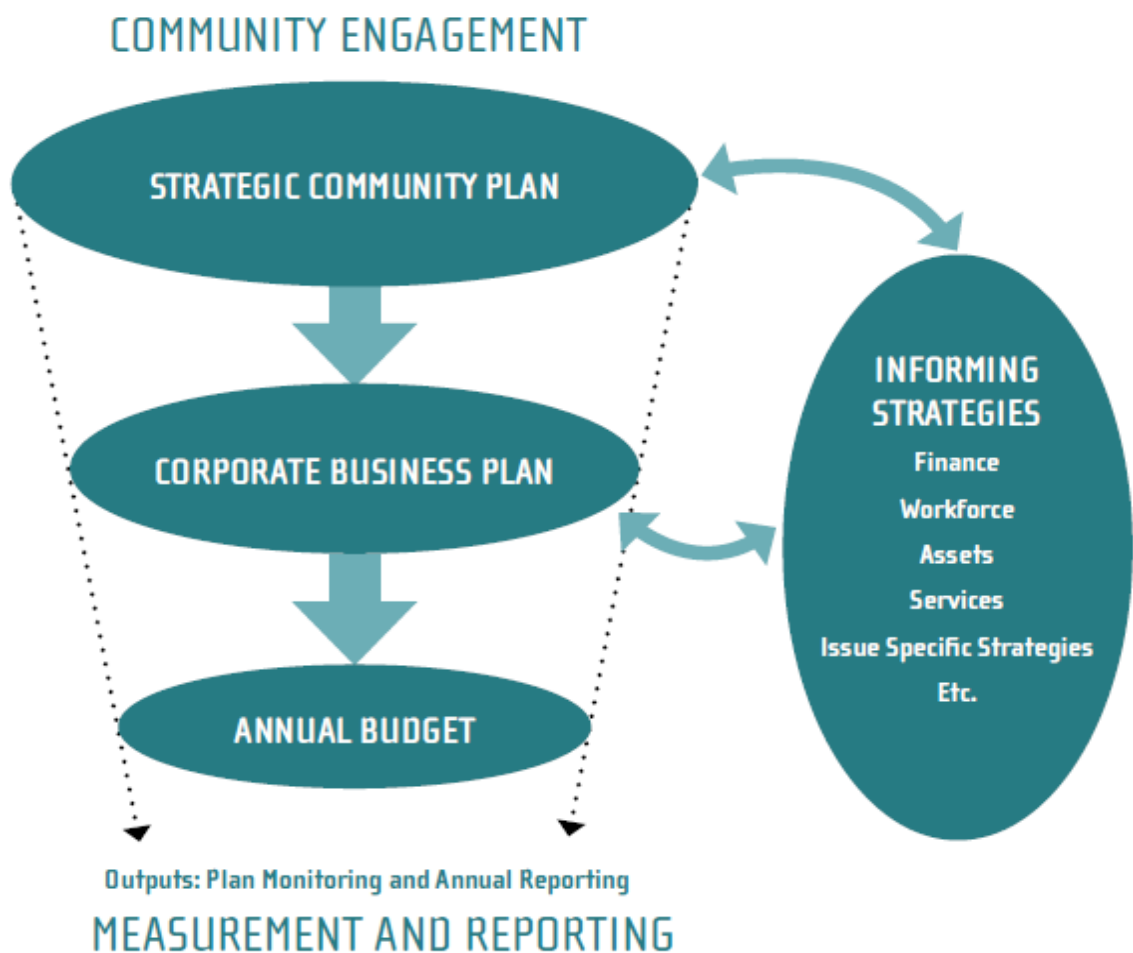 COMMUNITY ENGAGEMENT
STRATEGIC COMMUNITY PLAN
CORPORATE BUSINESS PLAN
ANNUAL BUDGET
INFORMING
STRATEGIES
Finance
Workforce
Assets
Services
Issue Specific Strategies
Etc.
Outputs: Plan Monitoring and Annual Reporting
MEASUREMENT AND REPORTING